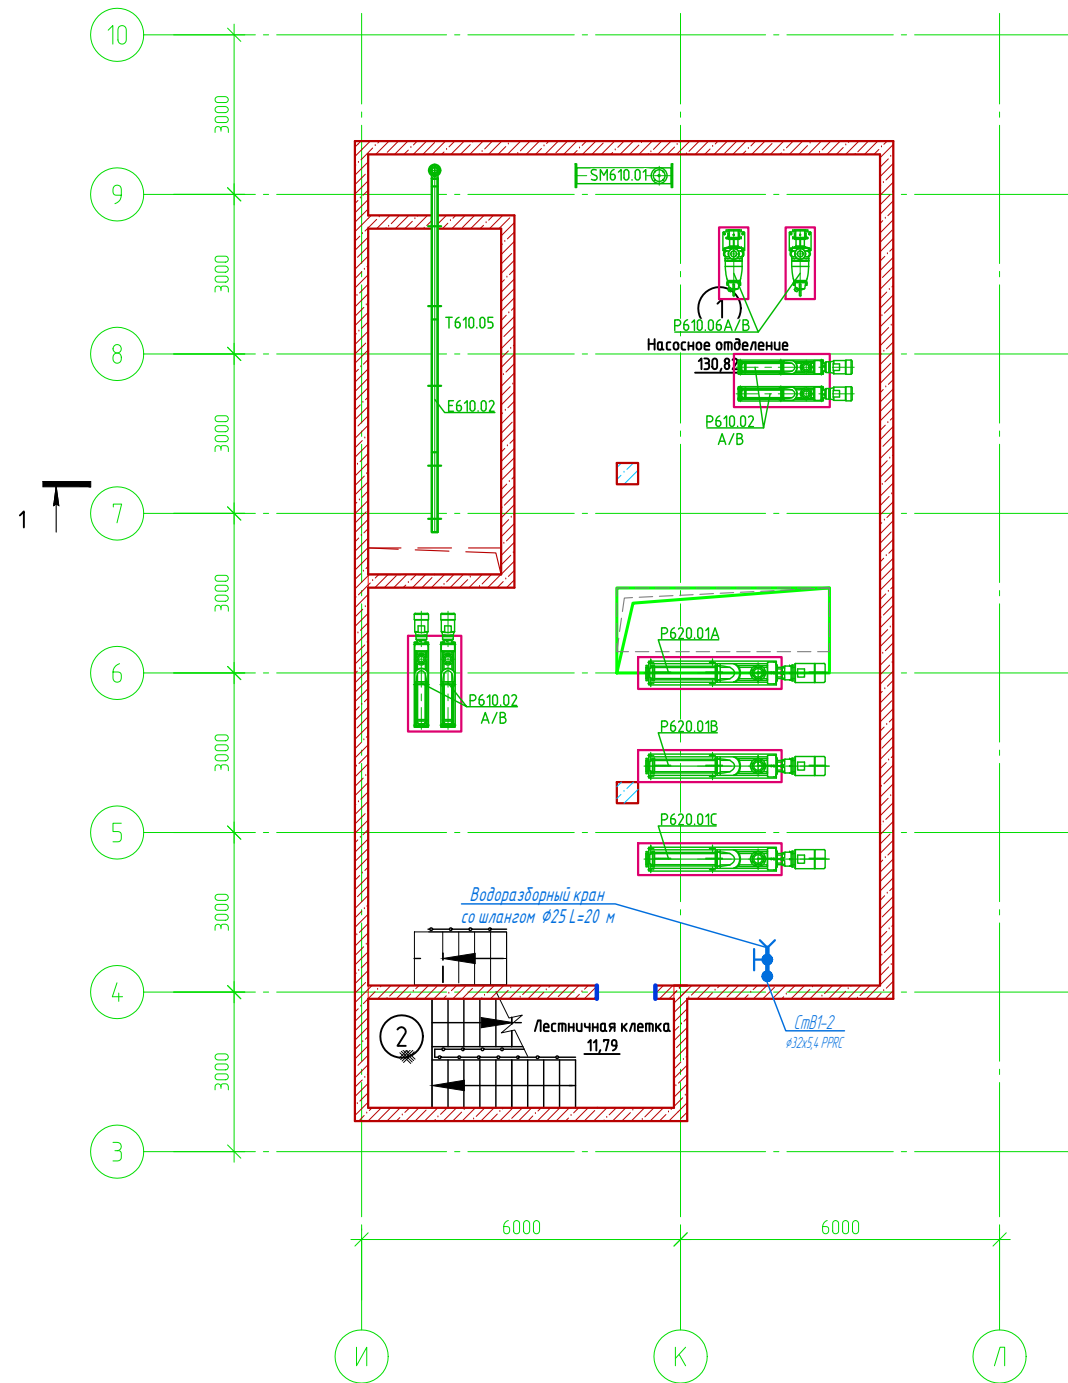 10
3000
9
SM610.01
3000
1
P610.06A/B
T610.05
8
Насосное отделение
130,82
E610.02
P610.02
A/B
3000
1
7
3000
P620.01A
6
P610.02
A/B
P620.01B
3000
P620.01C
5
Водоразборный кран
со шлангом ϕ25 L=20 м
3000
4
2
Лестничная клетка
11,79
СтВ1-2
ϕ32х5,4 PPRC
3000
3
6000
6000
И
К
Л